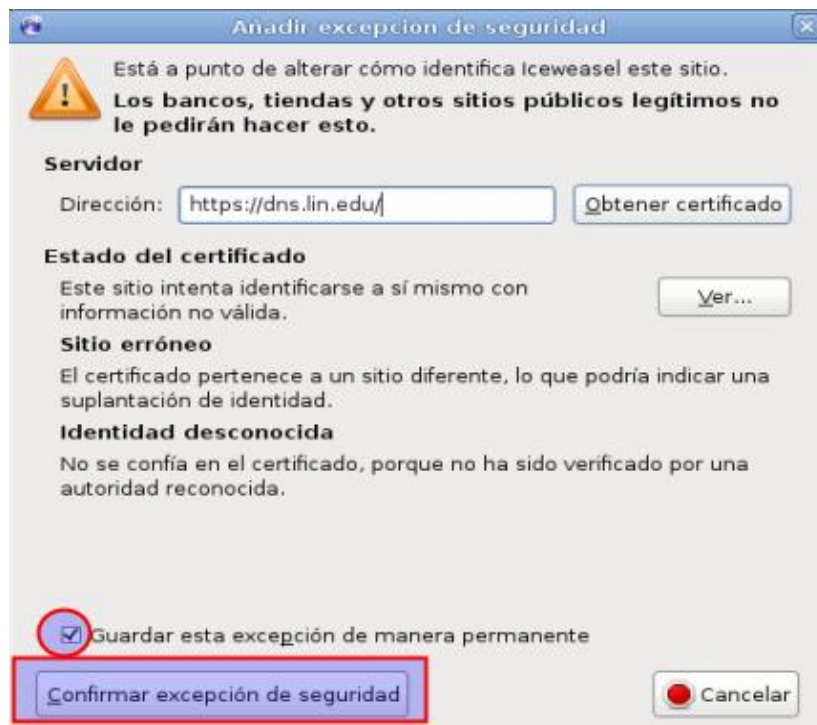 Añadir excepción de seguridad
Está a punto de alterar cómo identifica Iceweasel este sitio.
Los bancos, tiendas y otros sitios públicos legítimos no
le pedirán hacer esto.
Servidor
Dirección: https://dns.lin.edu/ Obtener certificado
Estado del certificado
Este sitio intenta identificarse a sí mismo con
información no válida.
Ver...
Sitio erróneo
El certificado pertenece a un sitio diferente, lo que podría indicar una
suplantación de identidad.
Identidad desconocida
No se confía en el certificado, porque no ha sido verificado por una
autoridad reconocida.
Guardar esta excepción de manera permanente
Confirmar excepción de seguridad Cancelar